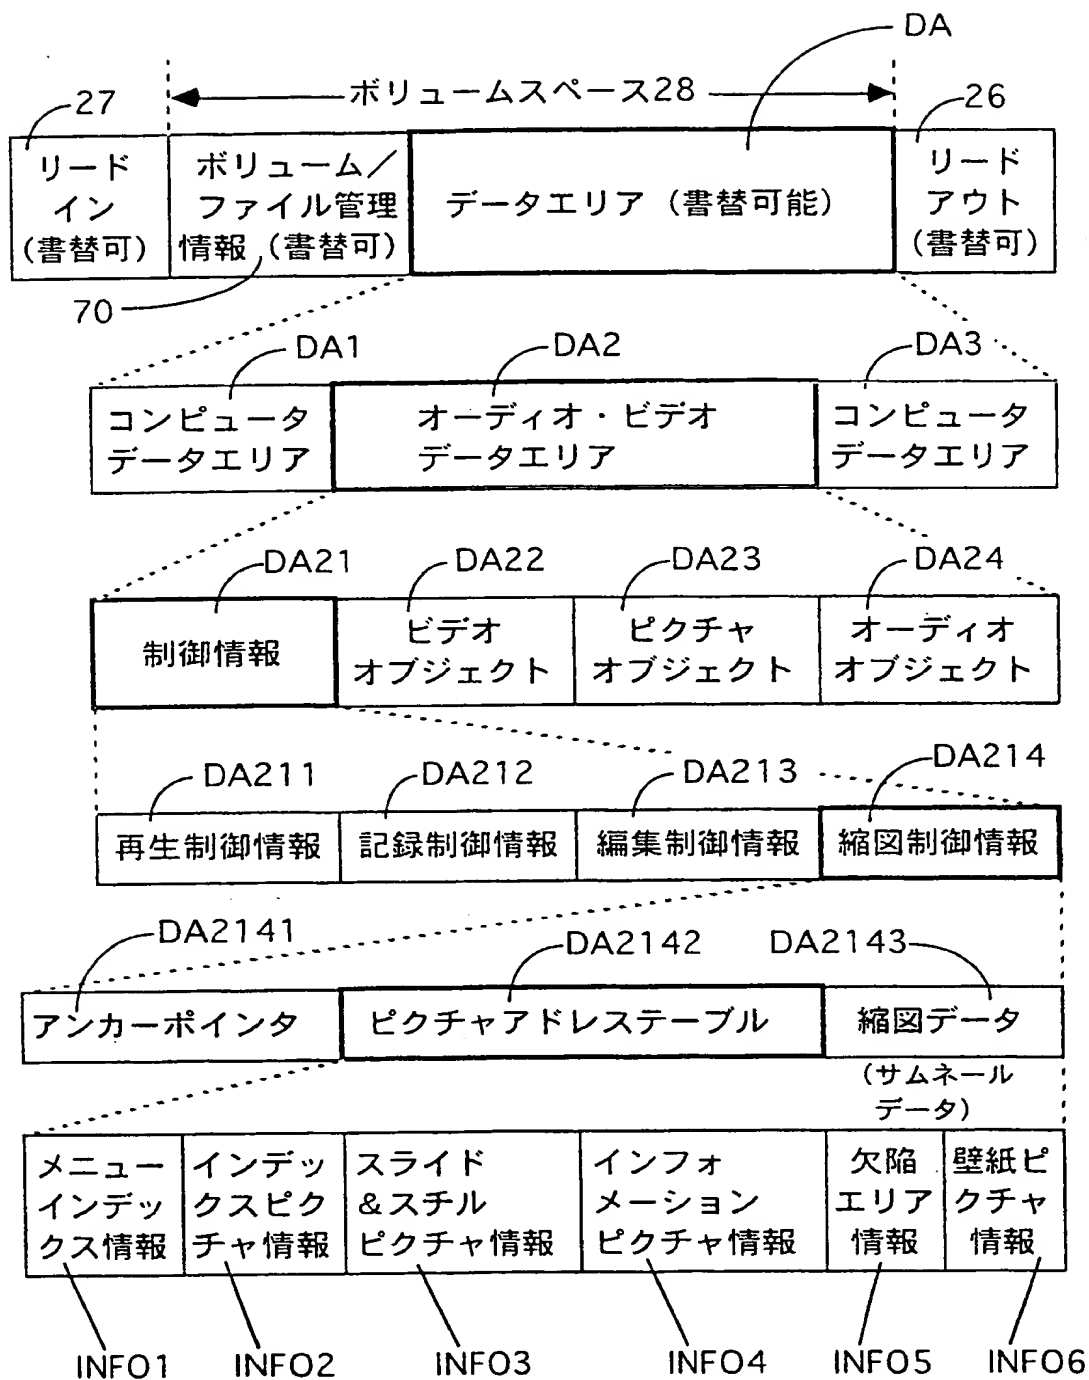 DA
ボリュームスペース28
27
26
リード
イン
(書替可)
ボリューム／
ファイル管理
情報 (書替可)
データエリア (書替可能)
リード
アウト
(書替可)
70
DA1
DA2
DA3
コンピュータ
データエリア
オーディオ・ビデオ
データエリア
コンピュータ
データエリア
DA21
DA22
DA23
DA24
制御情報
ビデオ
オブジェクト
ピクチャ
オブジェクト
オーディオ
オブジェクト
DA211
DA212
DA213
DA214
再生制御情報
記録制御情報
編集制御情報
縮図制御情報
DA2141
DA2142
DA2143
アンカーポインタ
ピクチャアドレステーブル
縮図データ
(サムネール
データ)
メニュー
インデッ
クス情報
インデッ
クスピク
チャ情報
スライド
&スチル
ピクチャ情報
インフォ
メーション
ピクチャ情報
欠陥
エリア
情報
壁紙ピ
クチャ
情報
INFO1
INFO2
INFO3
INFO4
INFO5
INFO6